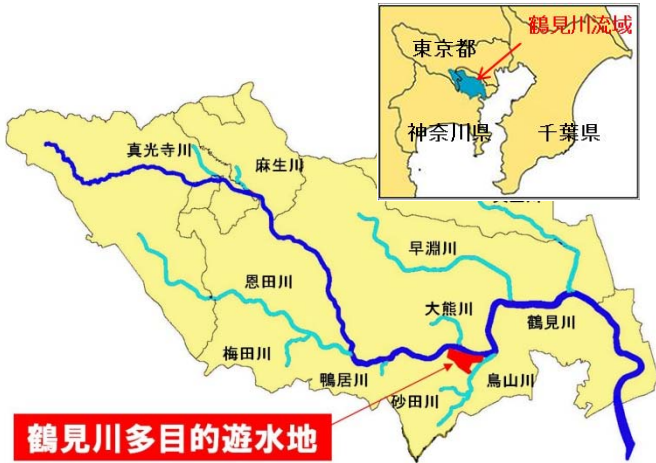 鶴見川流域
東京都
神奈川県
千葉県
真光寺川
麻生川
早淵川
恩田川
大熊川
鶴見川
梅田川
鴨居川
鳥山川
砂田川
鶴見川多目的遊水地